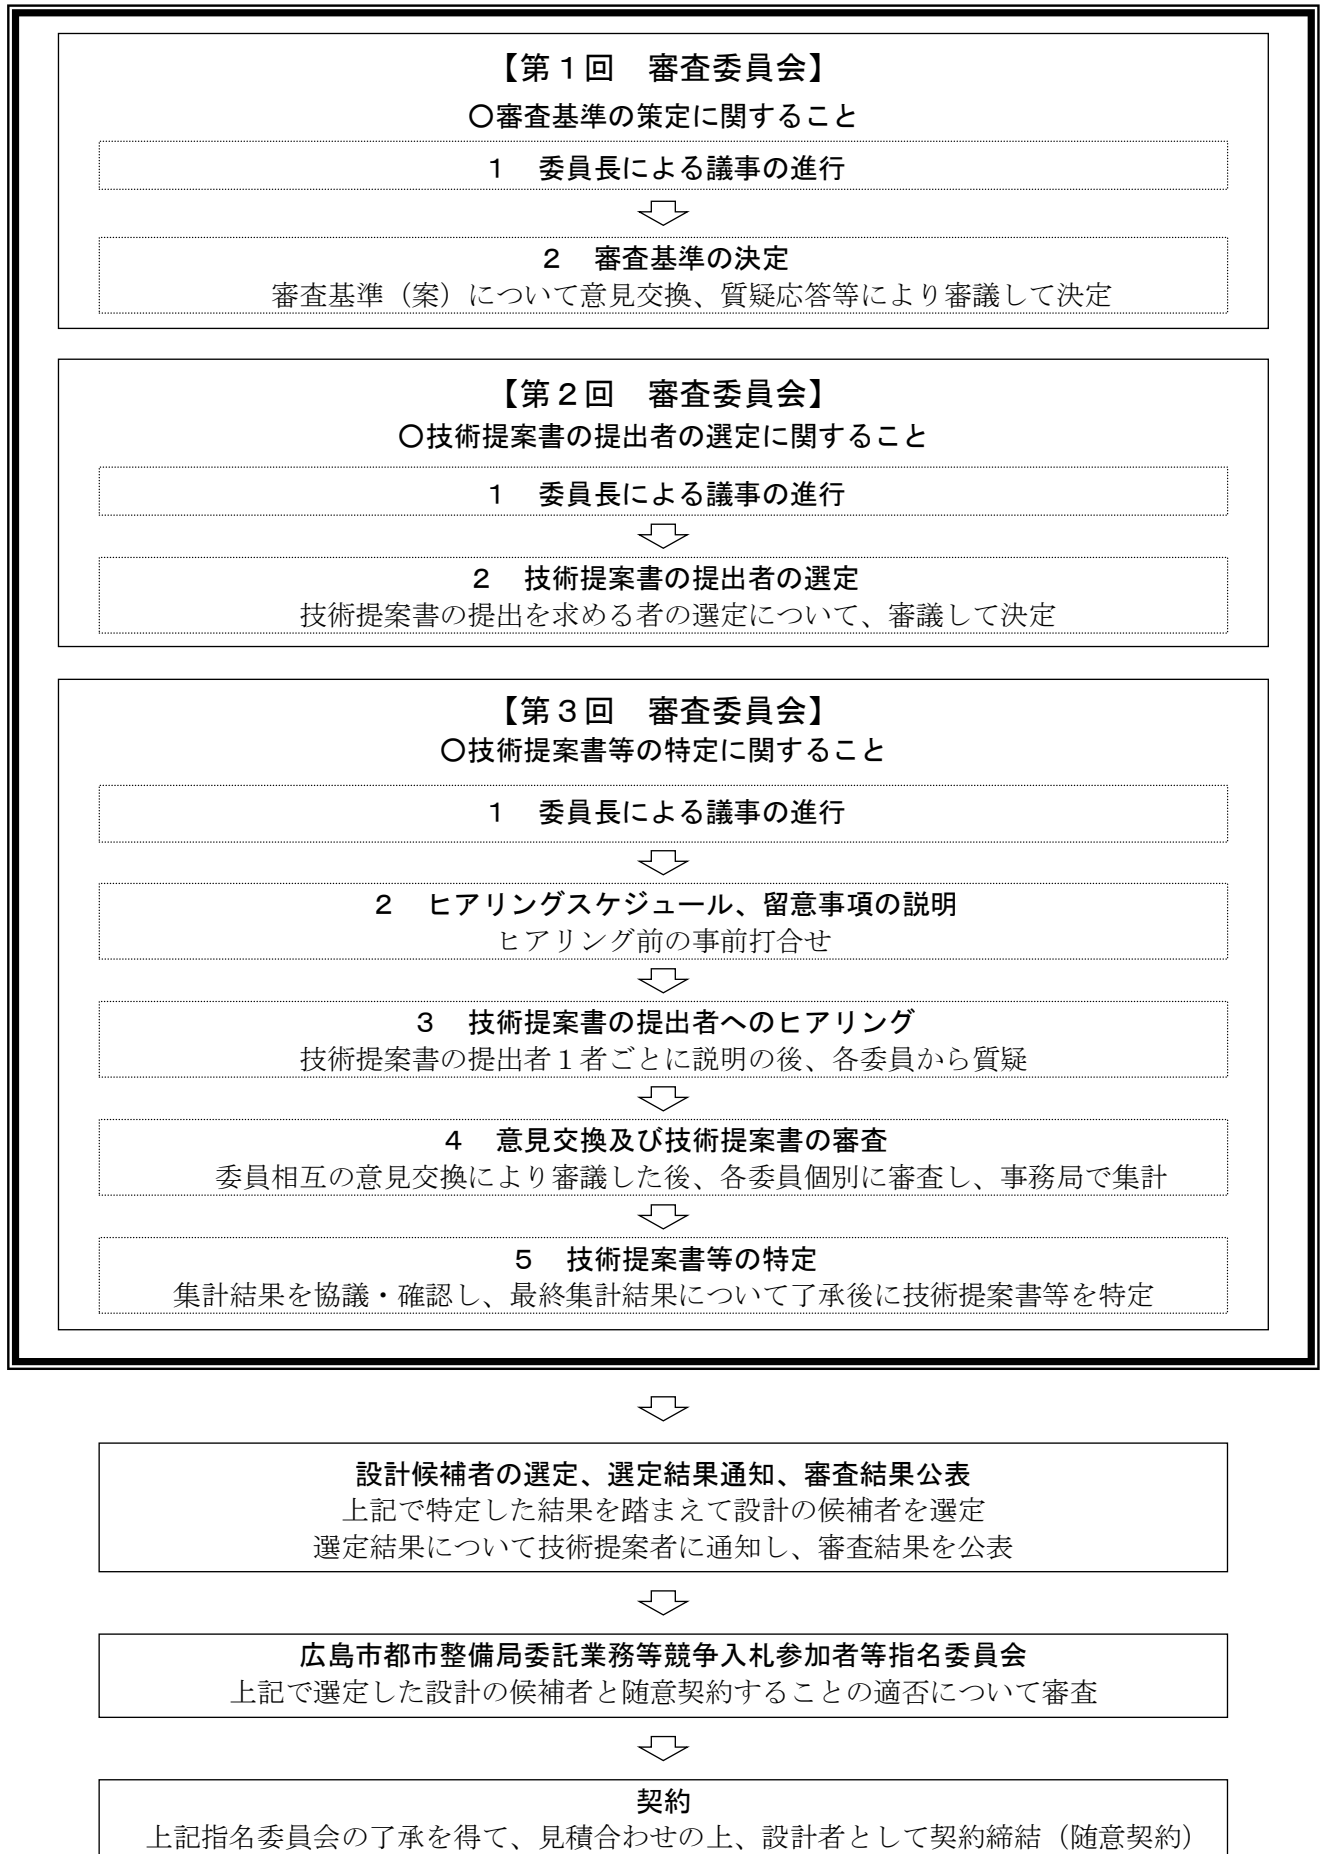 【第１回　審査委員会】
〇審査基準の策定に関すること
１　委員長による議事の進行
２　審査基準の決定
審査基準（案）について意見交換、質疑応答等により審議して決定
【第２回　審査委員会】
〇技術提案書の提出者の選定に関すること
１　委員長による議事の進行
２　技術提案書の提出者の選定
技術提案書の提出を求める者の選定について、審議して決定
【第３回　審査委員会】
〇技術提案書等の特定に関すること
１　委員長による議事の進行
２　ヒアリングスケジュール、留意事項の説明
ヒアリング前の事前打合せ
３　技術提案書の提出者へのヒアリング
技術提案書の提出者１者ごとに説明の後、各委員から質疑
４　意見交換及び技術提案書の審査
委員相互の意見交換により審議した後、各委員個別に審査し、事務局で集計
５　技術提案書等の特定
集計結果を協議・確認し、最終集計結果について了承後に技術提案書等を特定
設計候補者の選定、選定結果通知、審査結果公表
上記で特定した結果を踏まえて設計の候補者を選定
選定結果について技術提案者に通知し、審査結果を公表
広島市都市整備局委託業務等競争入札参加者等指名委員会
上記で選定した設計の候補者と随意契約することの適否について審査
契約
上記指名委員会の了承を得て、見積合わせの上、設計者として契約締結（随意契約）